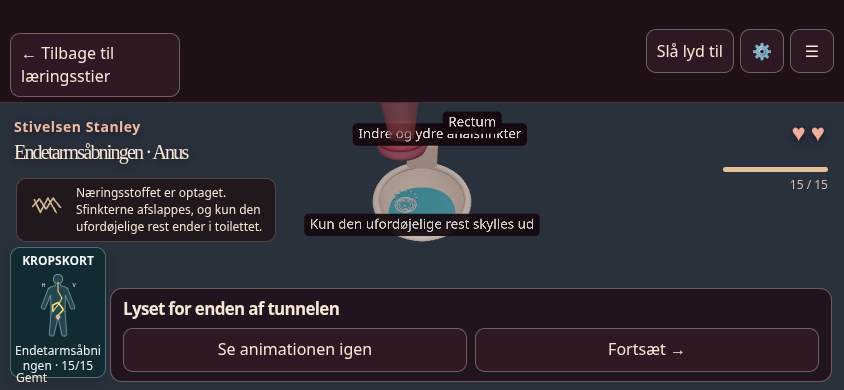 ← Tilbage til
læringsstier
Slå lyd til
Stivelsen Stanley
Endetarmsåbningen · Anus
Næringsstoffet er optaget.
Sfinkterne afslappes, og kun den
ufordøjelige rest ender i toilettet.
Rectum
Indre og ydre analsfinkter
Kun den ufordøjelige rest skylles ud
15 / 15
KROPSKORT
H V
Endetarmsåbni
ngen · 15/15
Gemt
Lyset for enden af tunnelen
Se animationen igen
Fortsæt →